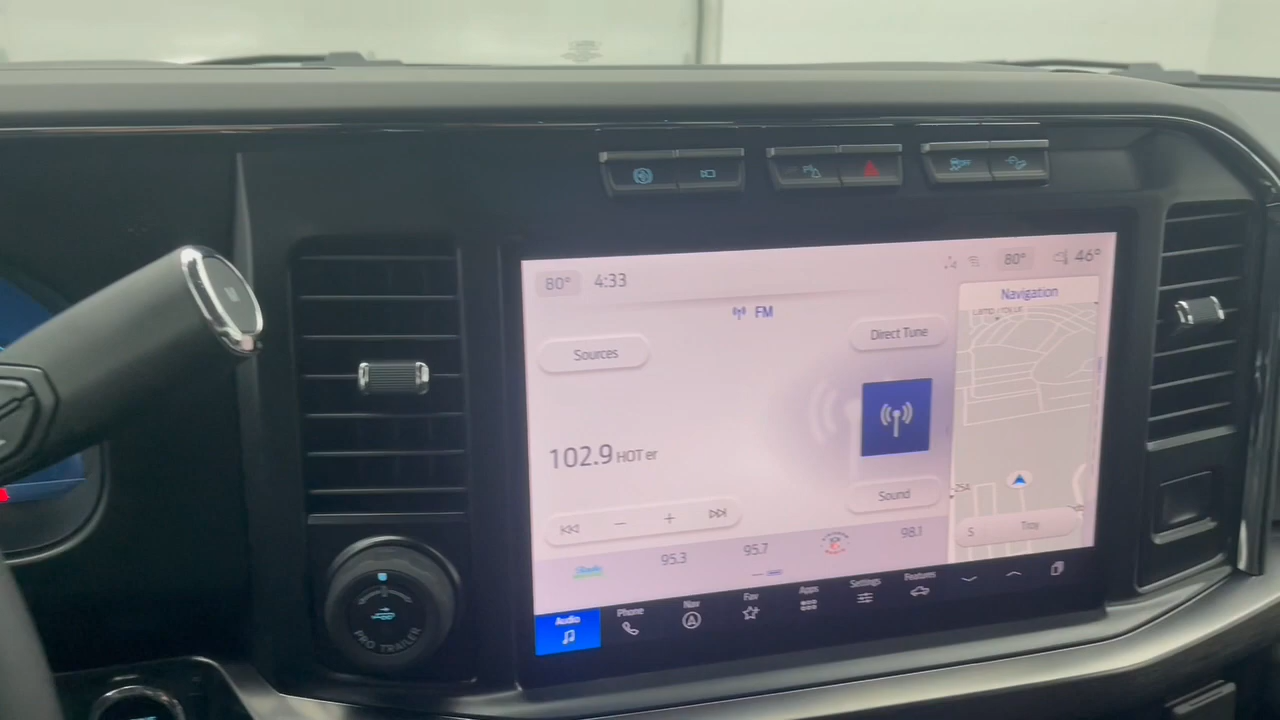 80° 4:33
80° 46°
FM
Navigation
Direct Tune
Sources
102.9 HOT er
Sound
S Troy
95.3 95.7 98.1
Audio Phone Nav Fav Apps Settings Features
PRO TRAILER